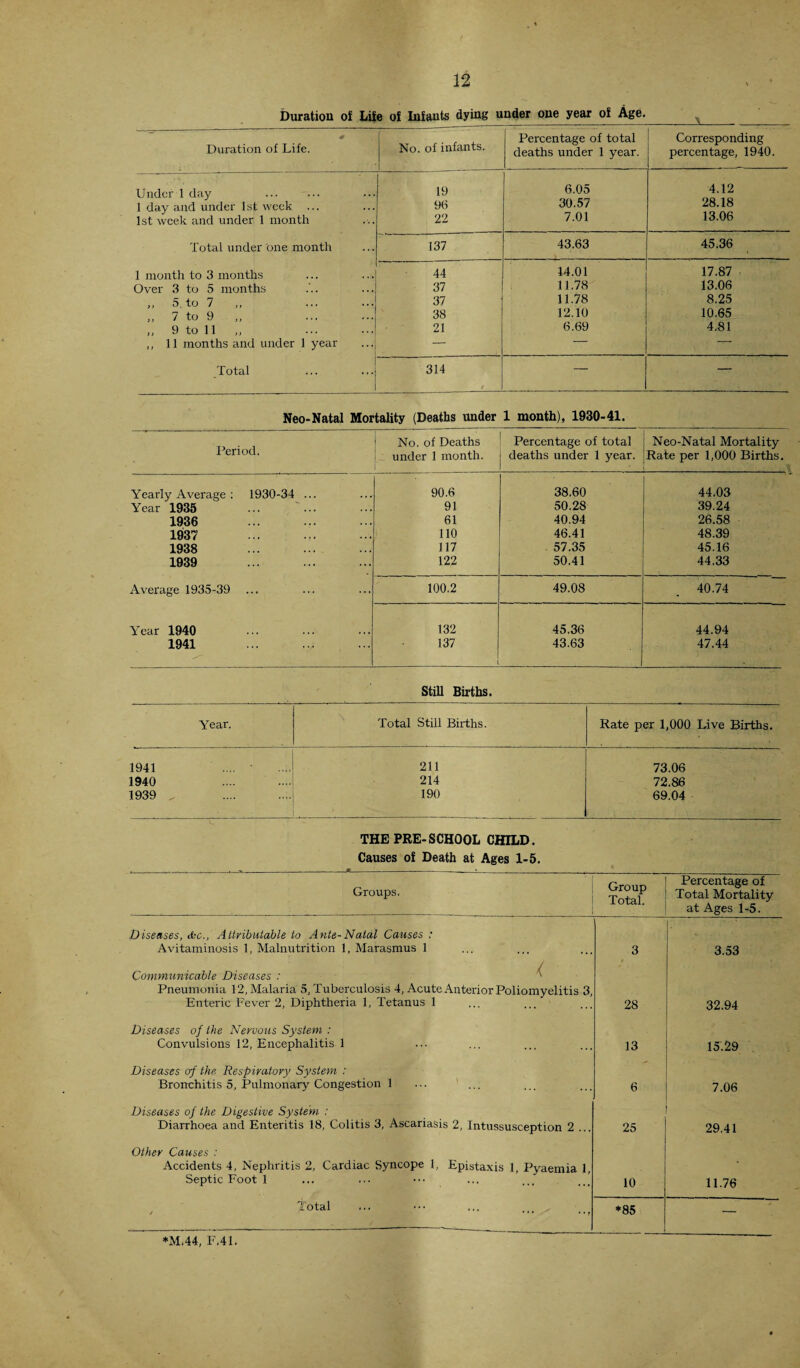 12
Duration of Life of Infants dying under one year of Age.
Duration of Life. No. of infants. Percentage of total deaths under 1 year. Corresponding percentage, 1940.
Under 1 day ... ... ... 19 6.05 4.12
1 day and under 1st week ... ... 96 30.57 28.18
1st week and under 1 month ... 22 7.01 13.06
Total under one month ... 137 43.63 45.36
1 month to 3 months ... ... 44 14.01 17.87
Over 3 to 5 months ... ... 37 11.78 13.06
,, 5 to 7 ,, ... ... 37 11.78 8.25
,, 7 to 9 ,, ... ... 38 12.10 10.65
,, 9 to 11 ,, ... ... 21 6.69 4.81
,, 11 months and under 1 year ... — — —
Total ... ... 314 — —
Neo-Natal Mortality (Deaths under 1 month), 1930-41.
Period. No. of Deaths under 1 month. Percentage of total deaths under 1 year. Neo-Natal Mortality Rate per 1,000 Births.
Yearly Average : 1930-34 ... ... 90.6 38.60 44.03
Year 1935 ... ... ... 91 50.28 39.24
1936 ... ... ... 61 40.94 26.58
1937 ... ... ... 110 46.41 48.39
1938 ... ... ... 117 57.35 45.16
1939 ... ... ... 122 50.41 44.33
Average 1935-39 ... ... ... 100.2 49.08 40.74
Year 1940 ... ... ... 132 45.36 44.94
1941 ... ... ... 137 43.63 47.44
Still Births.
Year. Total Still Births. Rate per 1,000 Live Births.
1941 .... .... 211 73.06
1940 .... .... 214 72.86
1939 .... .... 190 69.04
THE PRE-SCHOOL CHILD.
Causes of Death at Ages 1-5.
Groups. Group Total. Percentage of Total Mortality at Ages 1-5.
Diseases, &c., Attributable to Ante-Natal Causes :
Avitaminosis 1, Malnutrition 1, Marasmus 1 ... ... ... 3 3.53
Communicable Diseases :
Pneumonia 12, Malaria 5, Tuberculosis 4, Acute Anterior Poliomyelitis 3,
Enteric Fever 2, Diphtheria 1, Tetanus 1 ... ... ... 28 32.94
Diseases of the Nervous System :
Convulsions 12, Encephalitis 1 ... ... ... ... 13 15.29
Diseases of the Respiratory System :
Bronchitis 5, Pulmonary Congestion 1 ... ... ... ... 6 7.06
Diseases of the Digestive System :
Diarrhoea and Enteritis 18, Colitis 3, Ascariasis 2, Intussusception 2 ... 25 29.41
Other Causes :
Accidents 4, Nephritis 2, Cardiac Syncope 1, Epistaxis 1, Pyaemia 1,
Septic Foot 1 ... ... ... ... ... ... 10 11.76
Total ... ... ... ... ... *85 —
*M.44, F.41.